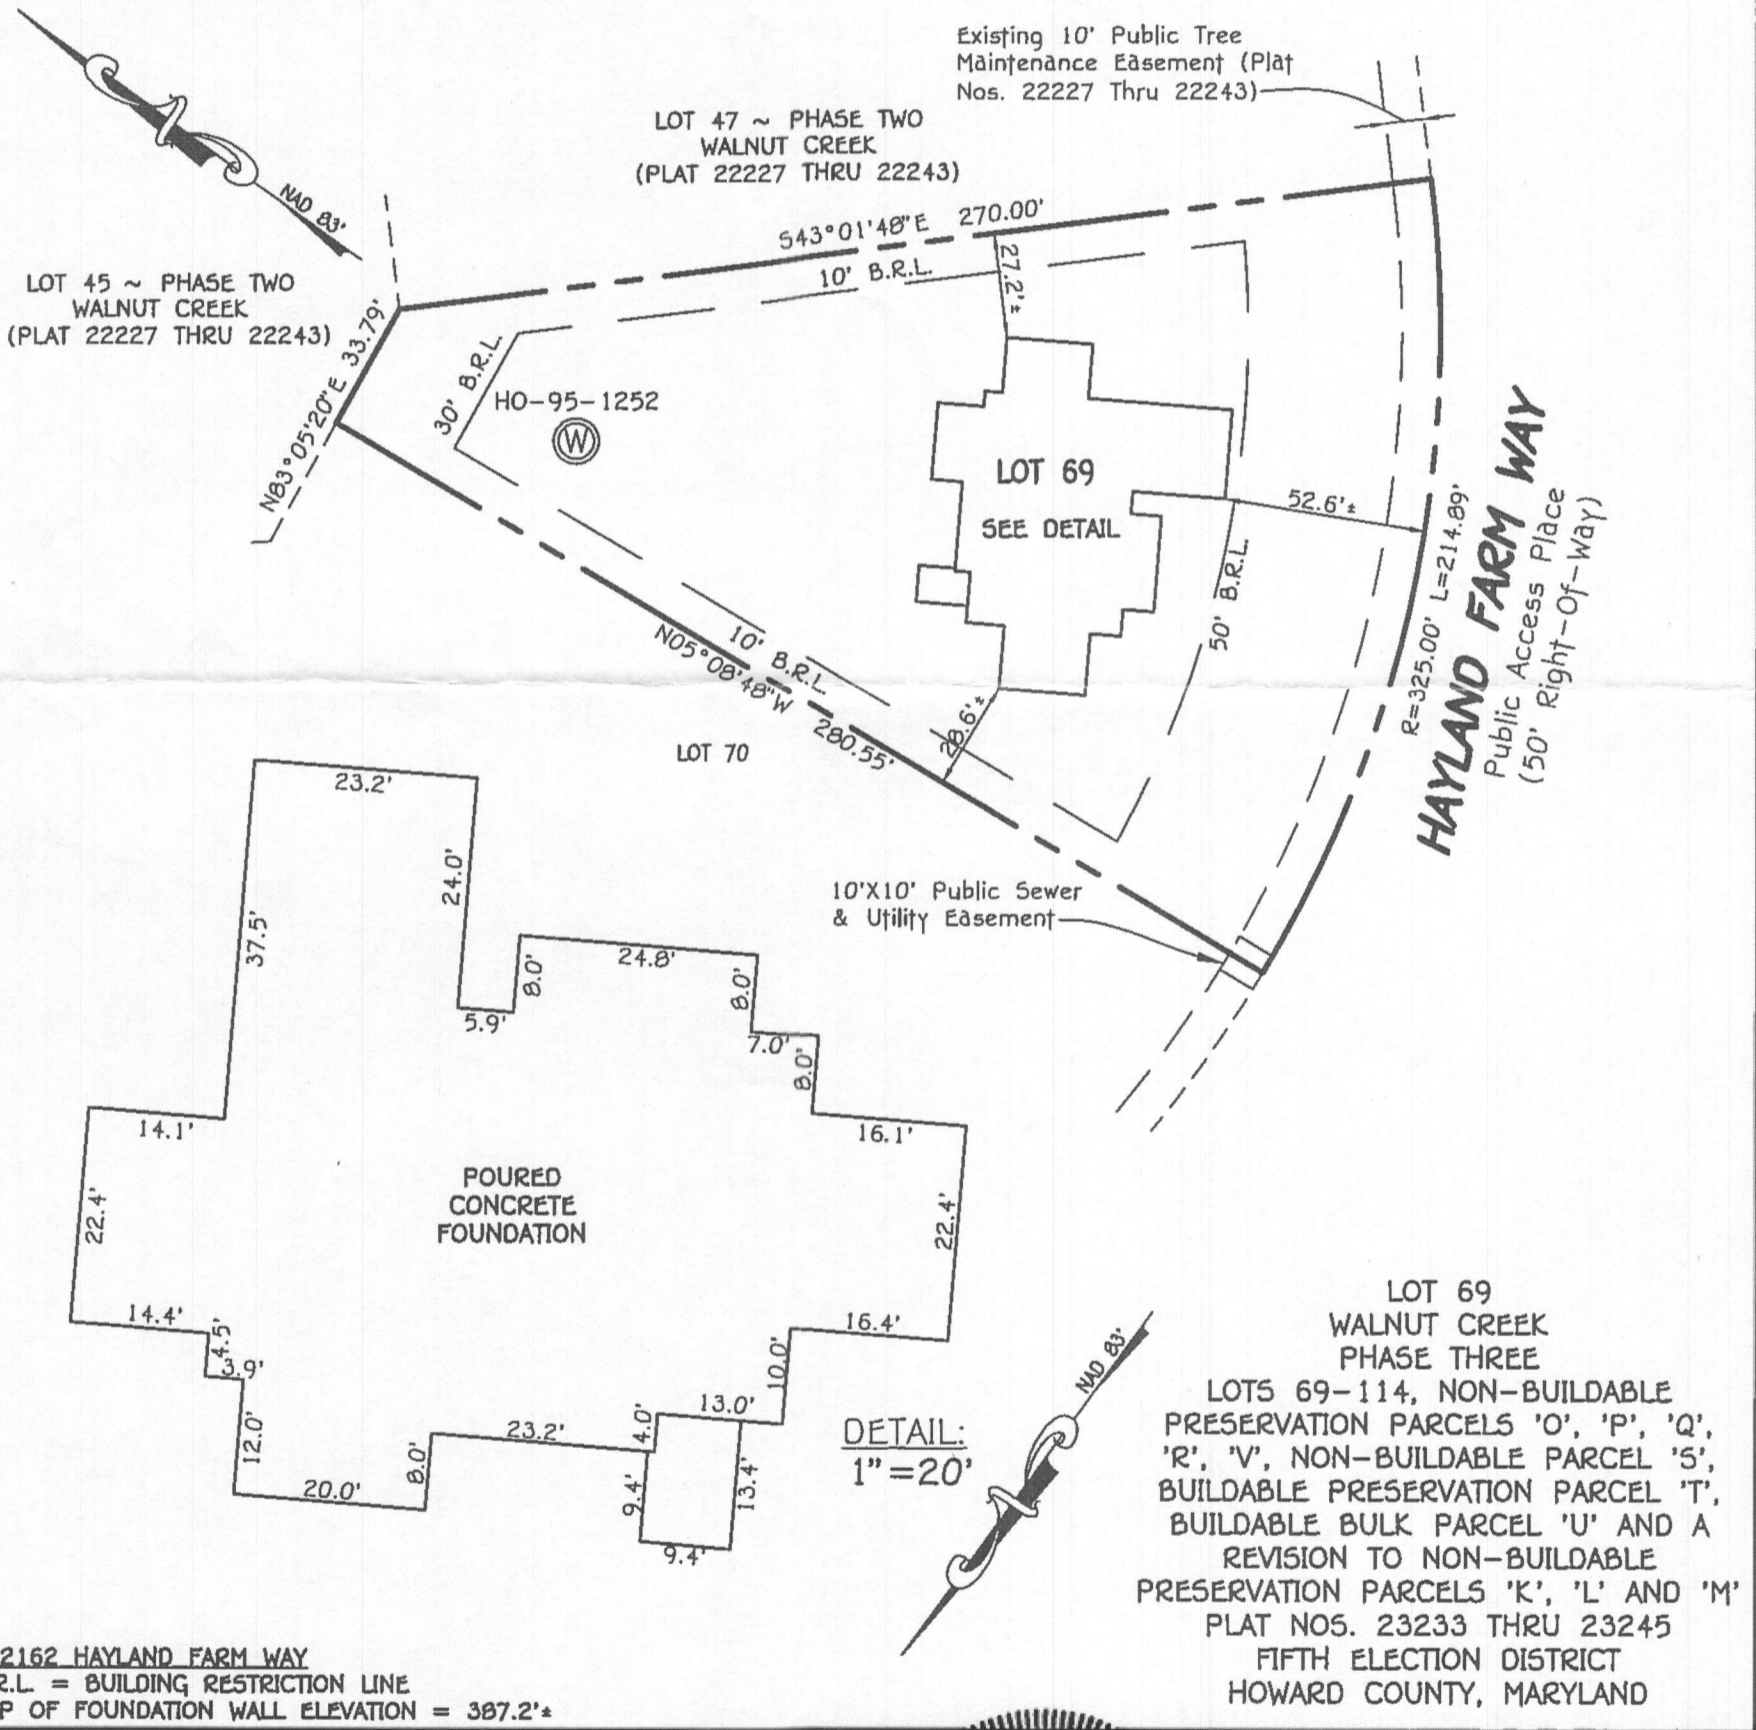 Existing 10' Public Tree
Maintenance Easement (Plat
Nos. 22227 Thru 22243)
LOT 47 ~ PHASE TWO
WALNUT CREEK
(PLAT 22227 THRU 22243)
NAD 83'
LOT 45 ~ PHASE TWO
WALNUT CREEK
(PLAT 22227 THRU 22243)
S43°01'48"E 270.00'
10' B.R.L.
27.2'±
N83°05'20"E 33.79'
30' B.R.L.
HO-95-1252
W
LOT 69
SEE DETAIL
52.6'±
50' B.R.L.
R=325.00' L=214.89'
HAYLAND FARM WAY
Public Access Place
(50' Right-Of-Way)
10' B.R.L.
N05°08'48"W 280.55'
28.6'±
LOT 70
10'X10' Public Sewer
& Utility Easement
23.2'
24.0'
37.5'
5.9'
8.0'
24.8'
8.0'
7.0'
8.0'
14.1'
16.1'
22.4'
POURED
CONCRETE
FOUNDATION
22.4'
14.4'
4.5'
3.9'
12.0'
20.0'
8.0'
23.2'
4.0'
13.0'
10.0'
16.4'
9.4'
13.4'
9.4'
DETAIL:
1"=20'
NAD 83'
LOT 69
WALNUT CREEK
PHASE THREE
LOTS 69-114, NON-BUILDABLE
PRESERVATION PARCELS 'O', 'P', 'Q',
'R', 'V', NON-BUILDABLE PARCEL 'S',
BUILDABLE PRESERVATION PARCEL 'T',
BUILDABLE BULK PARCEL 'U' AND A
REVISION TO NON-BUILDABLE
PRESERVATION PARCELS 'K', 'L' AND 'M'
PLAT NOS. 23233 THRU 23245
FIFTH ELECTION DISTRICT
HOWARD COUNTY, MARYLAND
2162 HAYLAND FARM WAY
R.L. = BUILDING RESTRICTION LINE
P OF FOUNDATION WALL ELEVATION = 387.2'±